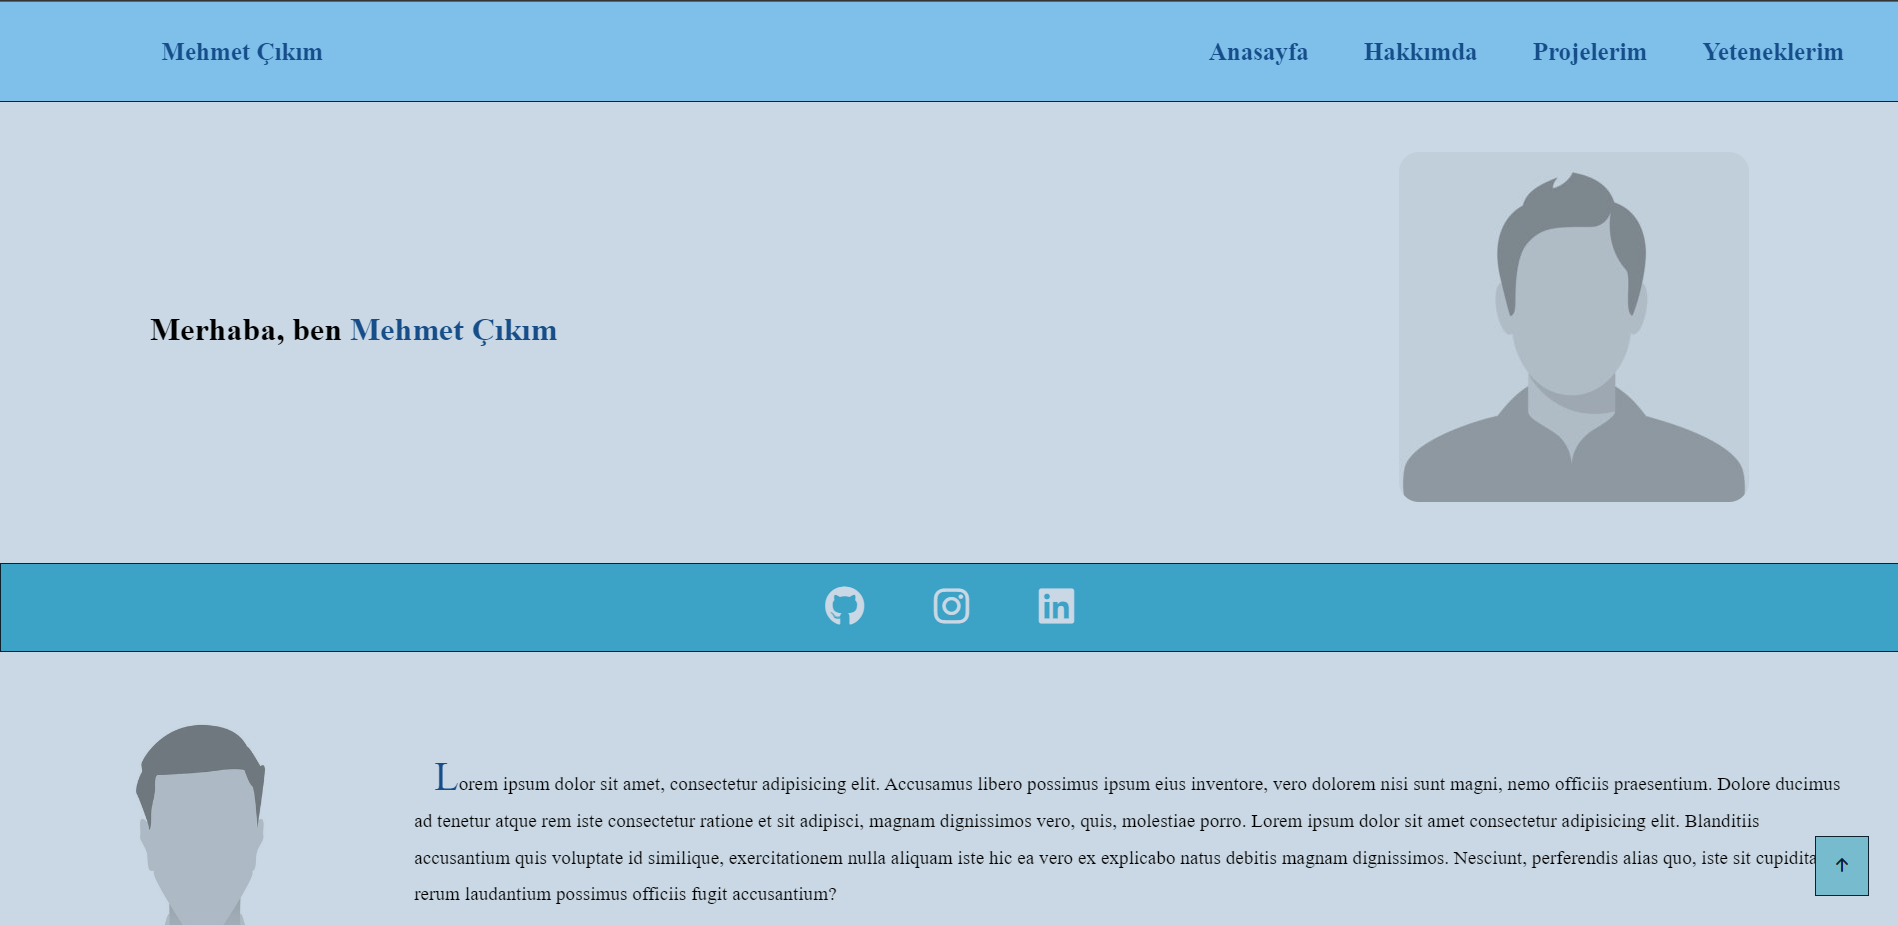 Mehmet Çıkım
Anasayfa Hakkımda Projelerim Yeteneklerim
Merhaba, ben Mehmet Çıkım
Lorem ipsum dolor sit amet, consectetur adipisicing elit. Accusamus libero possimus ipsum eius inventore, vero dolorem nisi sunt magni, nemo officiis praesentium. Dolore ducimus
ad tenetur atque rem iste consectetur ratione et sit adipisci, magnam dignissimos vero, quis, molestiae porro. Lorem ipsum dolor sit amet consectetur adipisicing elit. Blanditiis
accusantium quis voluptate id similique, exercitationem nulla aliquam iste hic ea vero ex explicabo natus debitis magnam dignissimos. Nesciunt, perferendis alias quo, iste sit
rerum laudantium possimus officiis fugit accusantium?